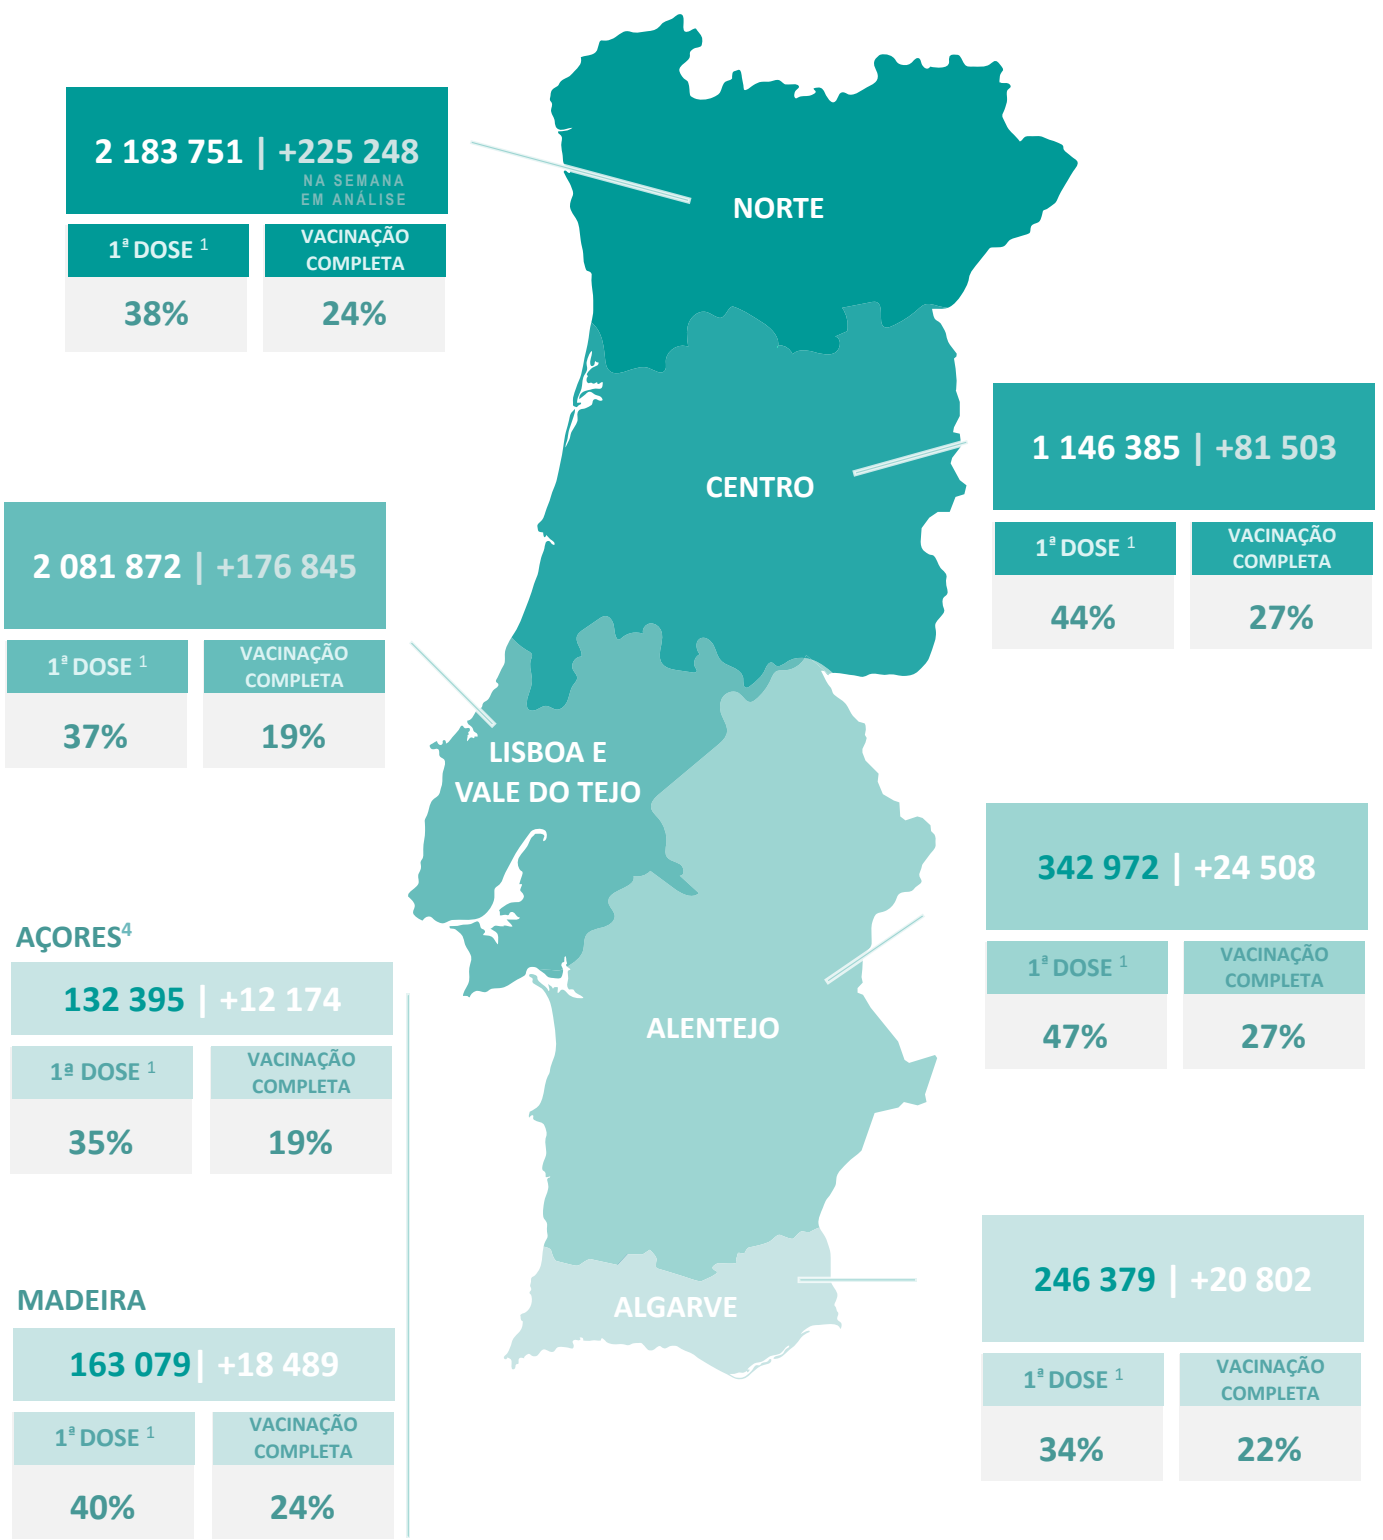 2 183 751 | +225 248
NA SEMANA
EM ANÁLISE
1ª DOSE ¹
VACINAÇÃO
COMPLETA
38%
24%
NORTE
1 146 385 | +81 503
1ª DOSE ¹
VACINAÇÃO
COMPLETA
44%
27%
CENTRO
2 081 872 | +176 845
1ª DOSE ¹
VACINAÇÃO
COMPLETA
37%
19%
LISBOA E
VALE DO TEJO
342 972 | +24 508
1ª DOSE ¹
VACINAÇÃO
COMPLETA
47%
27%
ALENTEJO
AÇORES⁴
132 395 | +12 174
1ª DOSE ¹
VACINAÇÃO
COMPLETA
35%
19%
246 379 | +20 802
1ª DOSE ¹
VACINAÇÃO
COMPLETA
34%
22%
ALGARVE
MADEIRA
163 079 | +18 489
1ª DOSE ¹
VACINAÇÃO
COMPLETA
40%
24%